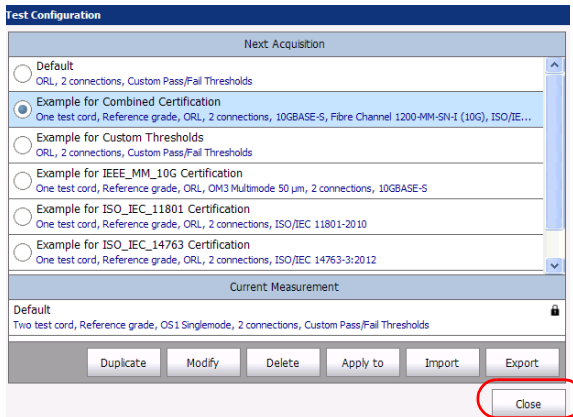 Test Configuration
Next Acquisition
Default
ORL, 2 connections, Custom Pass/Fail Thresholds
Example for Combined Certification
One test cord, Reference grade, ORL, 2 connections, 10GBASE-S, Fibre Channel 1200-MM-SN-I (10G), ISO/IE...
Example for Custom Thresholds
ORL, 2 connections, Custom Pass/Fail Thresholds
Example for IEEE_MM_10G Certification
One test cord, Reference grade, ORL, OM3 Multimode 50 µm, 2 connections, 10GBASE-S
Example for ISO_IEC_11801 Certification
One test cord, Reference grade, ORL, 2 connections, ISO/IEC 11801-2010
Example for ISO_IEC_14763 Certification
One test cord, Reference grade, ORL, 2 connections, ISO/IEC 14763-3:2012
Current Measurement
Default
Two test cord, Reference grade, OS1 Singlemode, 2 connections, Custom Pass/Fail Thresholds
Duplicate Modify Delete Apply to Import Export
Close